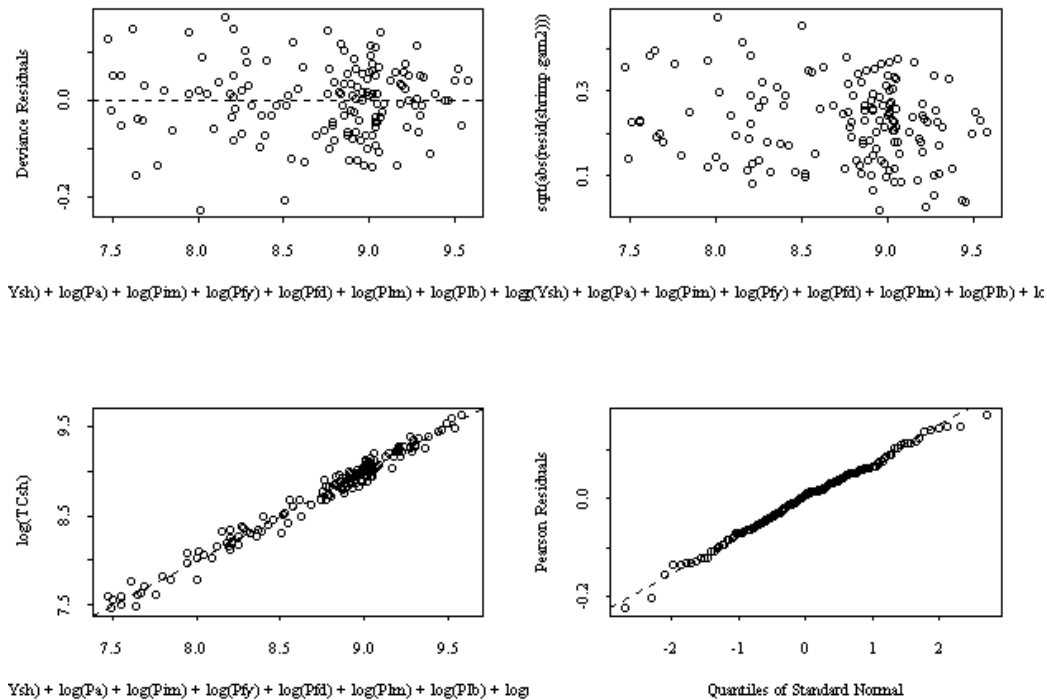 Deviance Residuals
0.0
-0.2
7.5 8.0 8.5 9.0 9.5
sqrt(abs(resid(shrimp.gam2)))
0.3
0.1
7.5 8.0 8.5 9.0 9.5
Ysh) + log(Pa) + log(Pim) + log(Pfy) + log(Pfd) + log(Plm) + log(Plb) +
(Ysh) + log(Pa) + log(Pim) + log(Pfy) + log(Pfd) + log(Plm) + log(Plb) +
log(TCsh)
9.5
8.5
7.5
7.5 8.0 8.5 9.0 9.5
Ysh) + log(Pa) + log(Pim) + log(Pfy) + log(Pfd) + log(Plm) + log(Plb) +
Pearson Residuals
0.0
-0.2
-2 -1 0 1 2
Quantiles of Standard Normal